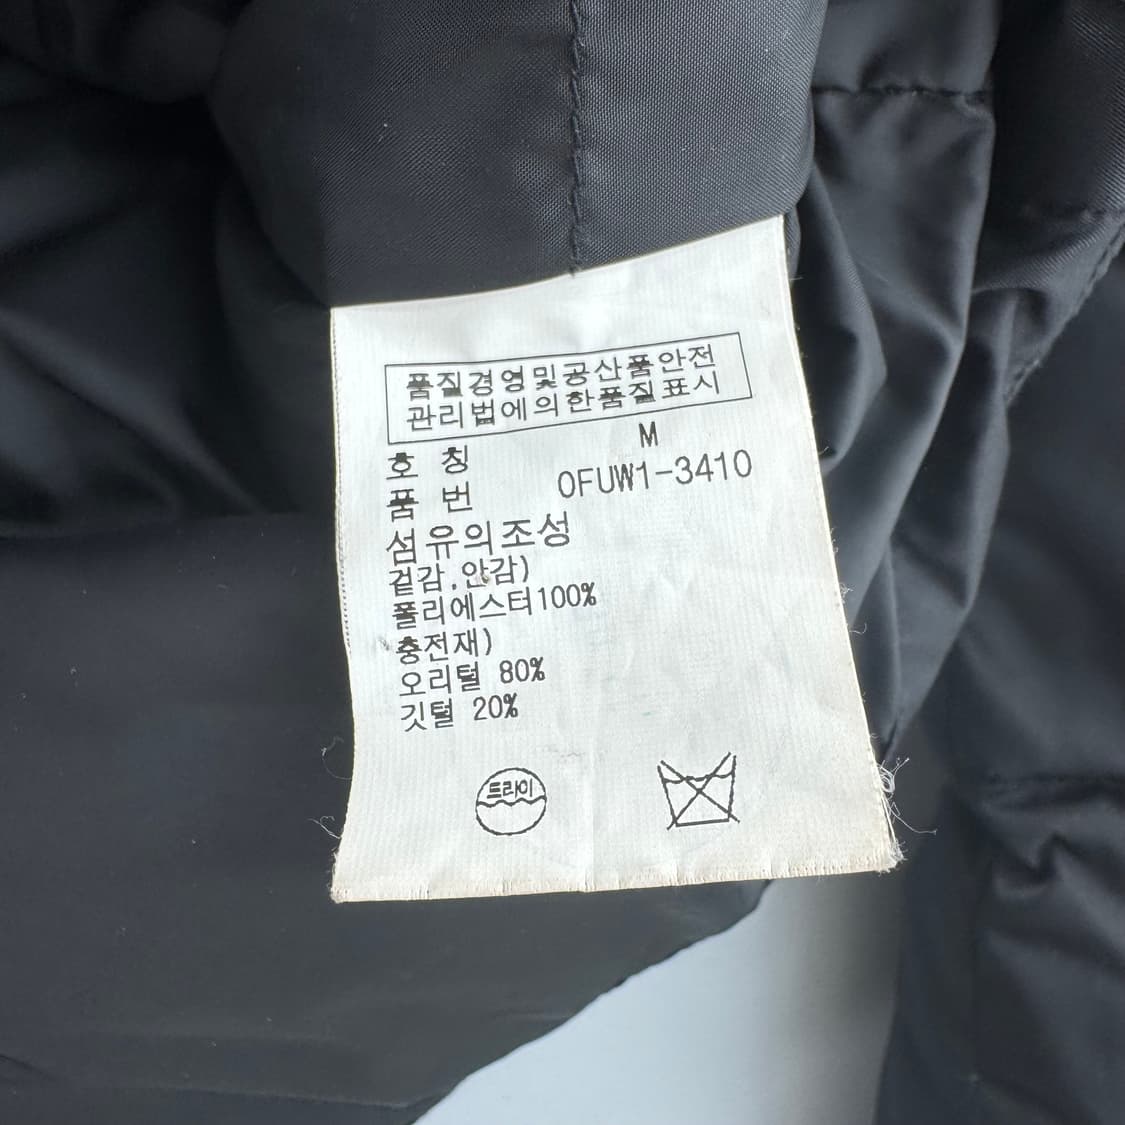 품질경영및공산품안전
관리법에의한품질표시
호 칭 M
품 번 OFUW1-3410
섬유의조성
겉감,안감)
폴리에스터100%
충전재)
오리털 80%
깃털 20%
드라이